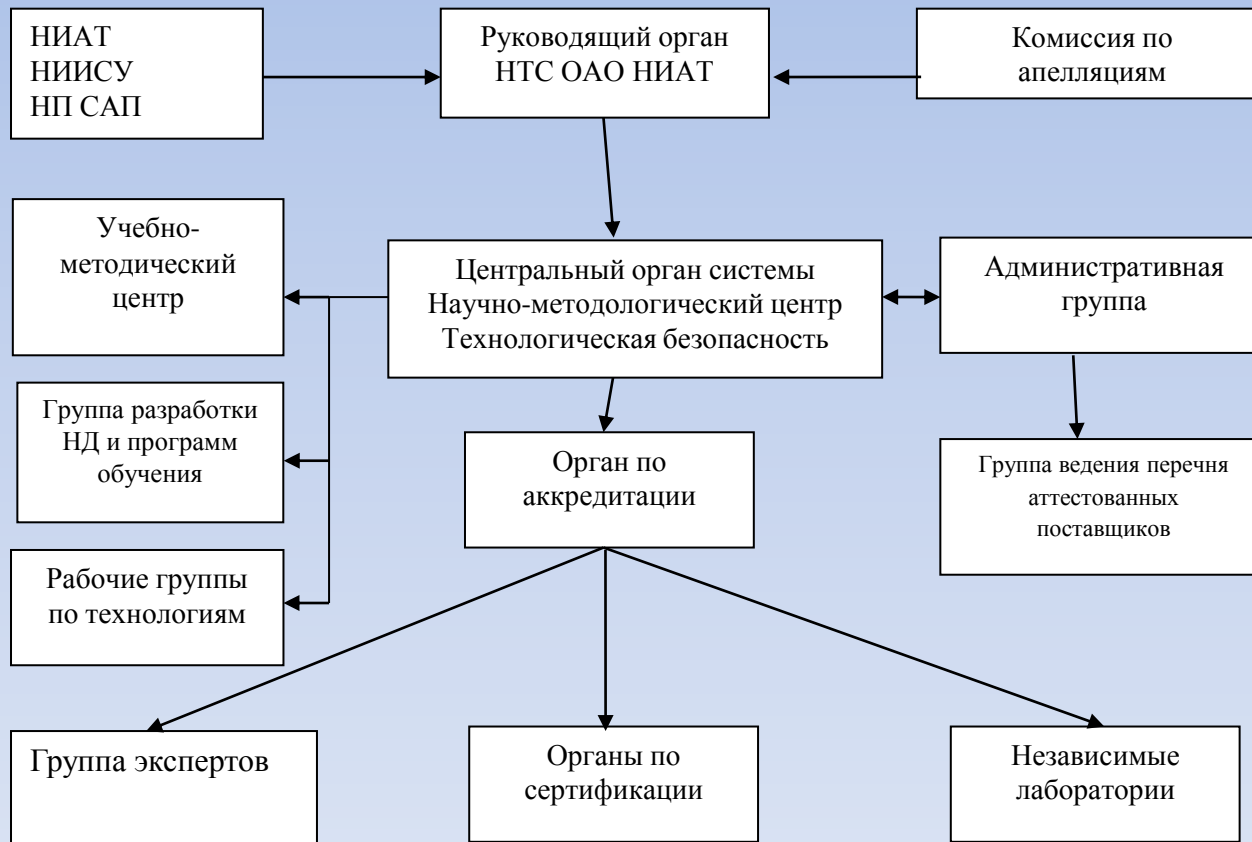 НИАТ
НИИСУ
НП САП
Руководящий орган
НТС ОАО НИАТ
Комиссия по
апелляциям
Учебно-
методический
центр
Центральный орган системы
Научно-методологический центр
Технологическая безопасность
Административная
группа
Группа разработки
НД и программ
обучения
Орган по
аккредитации
Группа ведения перечня
аттестованных
поставщиков
Рабочие группы
по технологиям
Группа экспертов
Органы по
сертификации
Независимые
лаборатории